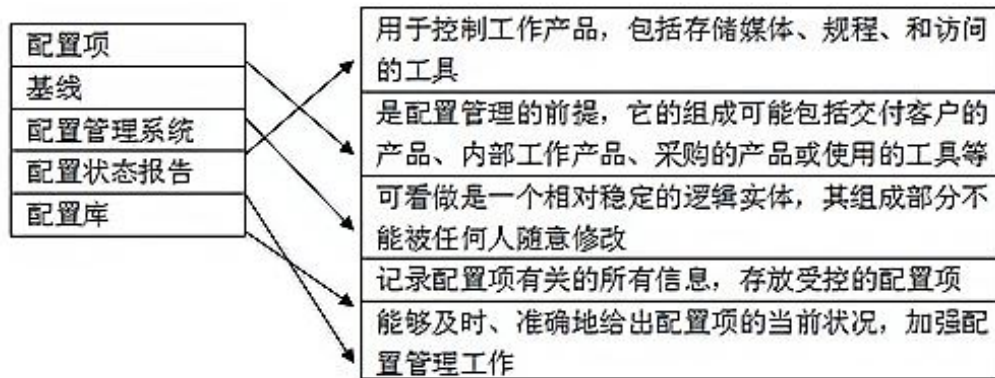 配置项
基线
配置管理系统
配置状态报告
配置库
用于控制工作产品，包括存储媒体、规程、和访问
的工具
是配置管理的前提，它的组成可能包括交付客户的
产品、内部工作产品、采购的产品或使用的工具等
可看做是一个相对稳定的逻辑实体，其组成部分不
能被任何人随意修改
记录配置项有关的所有信息，存放受控的配置项
能够及时、准确地给出配置项的当前状况，加强配
置管理工作